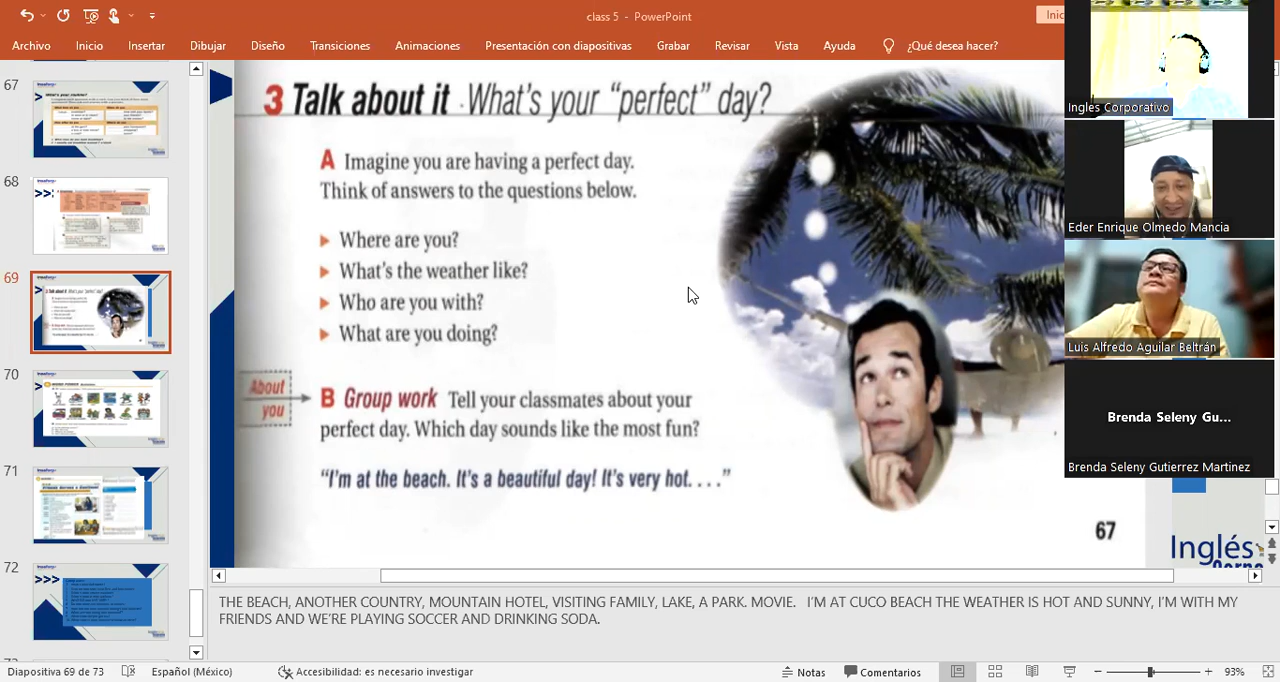 class 5 - PowerPoint
Inic
Archivo Inicio Insertar Dibujar Diseño Transiciones Animaciones Presentación con diapositivas Grabar Revisar Vista Ayuda ¿Qué desea hacer?
67
68
69
70
71
72
3 Talk about it · What's your "perfect" day?
A Imagine you are having a perfect day.
Think of answers to the questions below.
Where are you?
What's the weather like?
Who are you with?
What are you doing?
About
you
B Group work Tell your classmates about your
perfect day. Which day sounds like the most fun?
"I'm at the beach. It's a beautiful day! It's very hot. . . ."
67
Inglés
Ingles Corporativo
Eder Enrique Olmedo Mancia
Luis Alfredo Aguilar Beltrán
Brenda Seleny Gu...
Brenda Seleny Gutierrez Martinez
THE BEACH, ANOTHER COUNTRY, MOUNTAIN HIKE, VISITING FAMILY, LAKE, A PARK. MOVIE. I'M AT CUCO BEACH THE WEATHER IS HOT AND SUNNY, I'M WITH MY
FRIENDS AND WE'RE PLAYING SOCCER AND DRINKING SODA.
Diapositiva 69 de 73 Español (México) Accesibilidad: es necesario investigar Notas Comentarios 93%